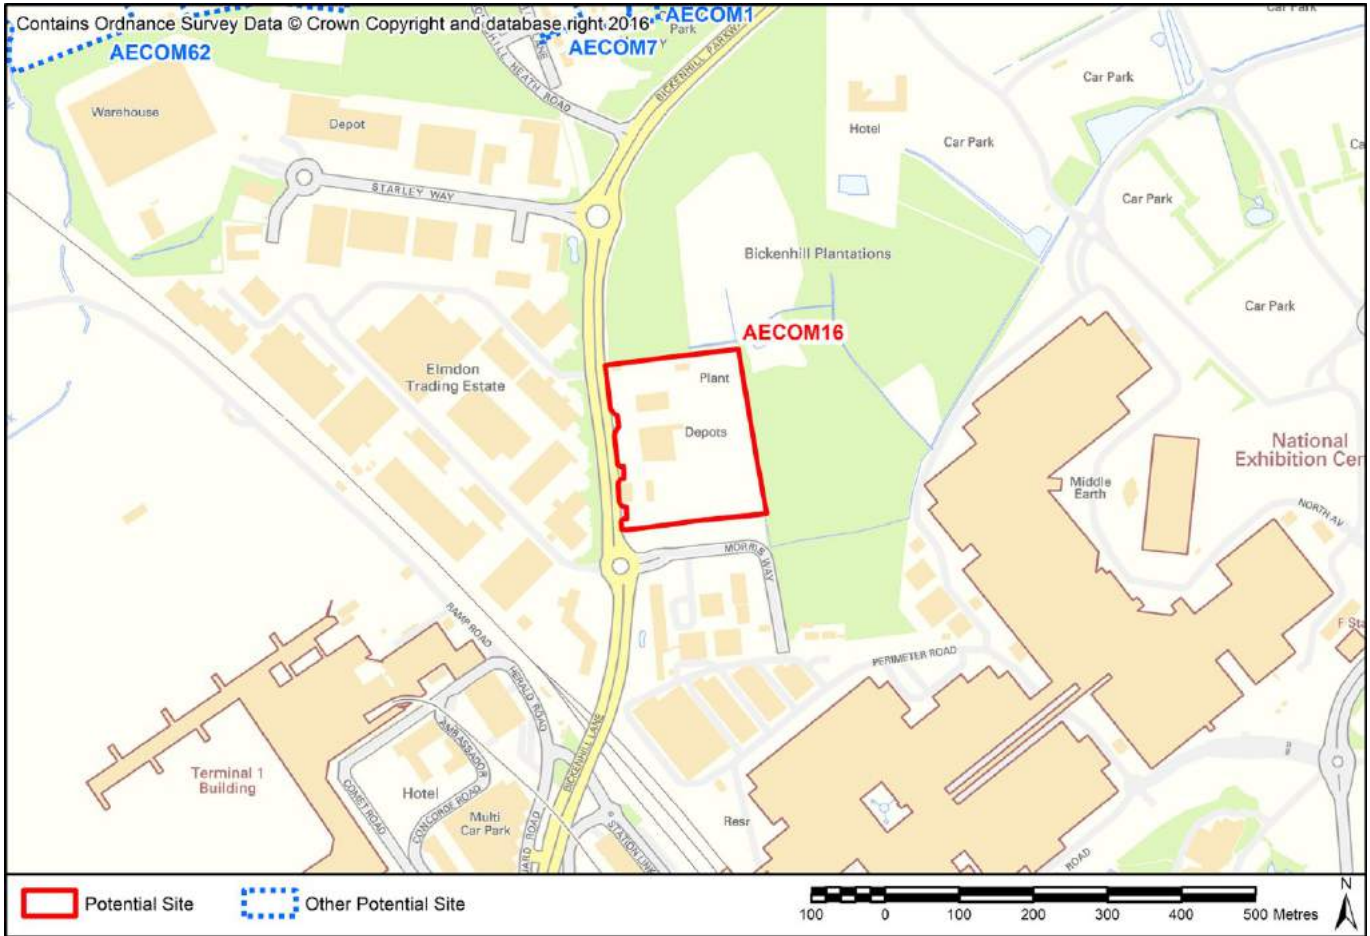 Contains Ordnance Survey Data © Crown Copyright and database right 2016
AECOM1
AECOM7
AECOM62
Park
Car Park
Car Park
Warehouse
Depot
HEATH ROAD
BICKENHILL PARKWAY
Hotel
Car Park
STARLEY WAY
Car Park
Bickenhill Plantations
Car Park
AECOM16
Elmdon
Trading Estate
Plant
Depots
National
Exhibition Cen
Middle
Earth
NORTH AV
MORRIS WAY
RAMP ROAD
PERIMETER ROAD
HERALD ROAD
AMBASSADOR
BICKENHILL LANE
Terminal 1
Building
Hotel
CONCORDE ROAD
COMET ROAD
Multi
Car Park
STATION LINK
Resr
ROAD
Potential Site
Other Potential Site
N
100 0 100 200 300 400 500 Metres